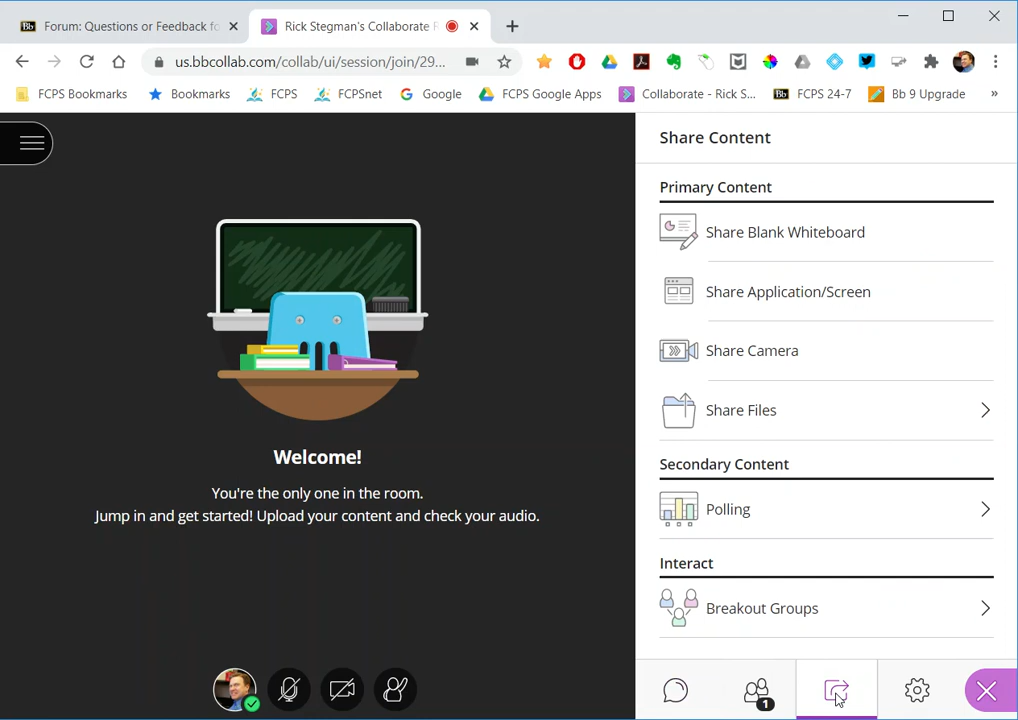 Bb Forum: Questions or Feedback fo
Rick Stegman's Collaborate R
us.bbcollab.com/collab/ui/session/join/29...
FCPS Bookmarks
Bookmarks
FCPS
FCPSnet
Google
FCPS Google Apps
Collaborate - Rick S...
Bb FCPS 24-7
Bb 9 Upgrade
»
Share Content
Primary Content
Share Blank Whiteboard
Share Application/Screen
Share Camera
Share Files
Secondary Content
Polling
Interact
Breakout Groups
Welcome!
You're the only one in the room.
Jump in and get started! Upload your content and check your audio.
1